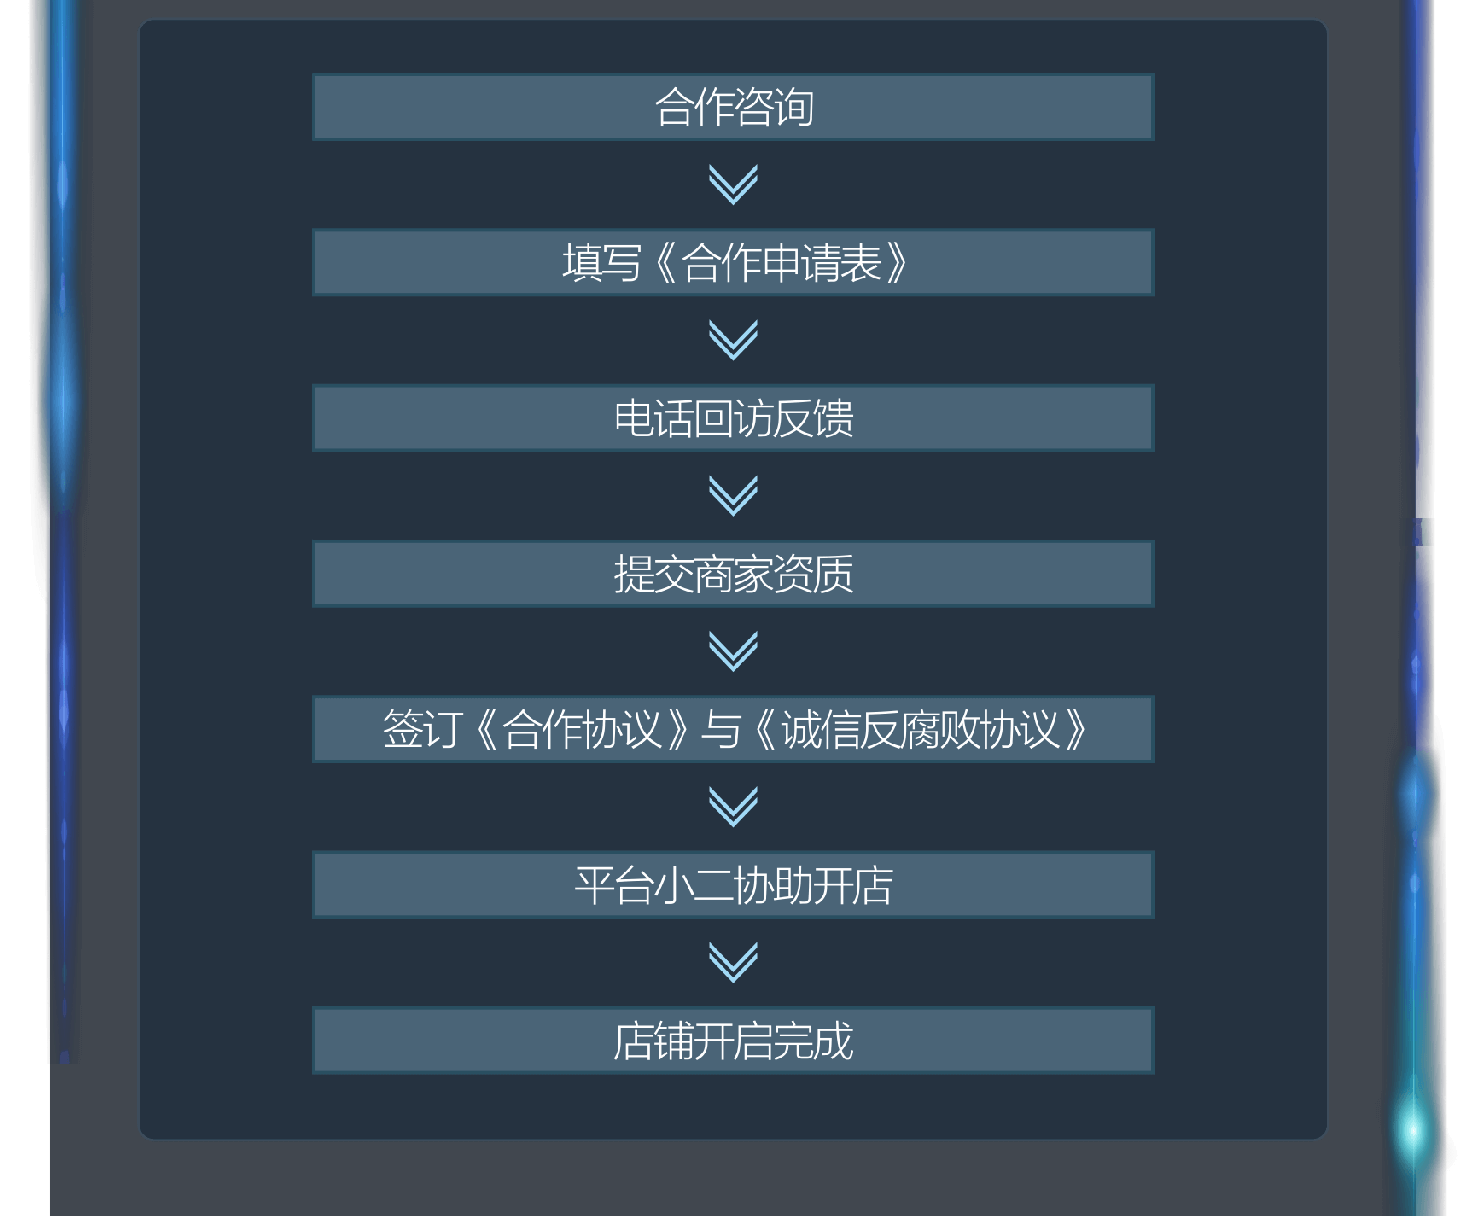 合作咨询
填写《合作申请表》
电话回访反馈
提交商家资质
签订《合作协议》与《诚信反腐败协议》
平台小二协助开店
店铺开启完成